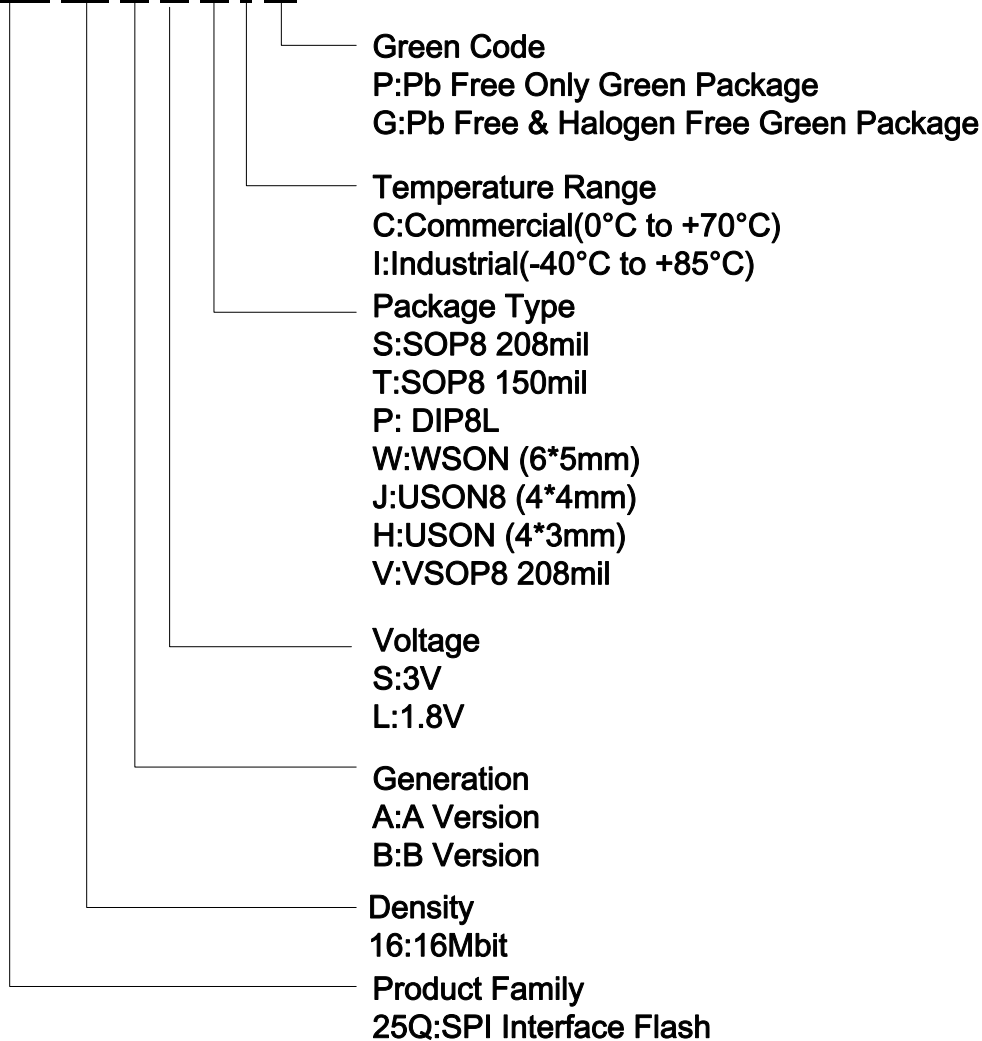 Green Code
P:Pb Free Only Green Package
G:Pb Free & Halogen Free Green Package
Temperature Range
C:Commercial(0°C to +70°C)
I:Industrial(-40°C to +85°C)
Package Type
S:SOP8 208mil
T:SOP8 150mil
P: DIP8L
W:WSON (6*5mm)
J:USON8 (4*4mm)
H:USON (4*3mm)
V:VSOP8 208mil
Voltage
S:3V
L:1.8V
Generation
A:A Version
B:B Version
Density
16:16Mbit
Product Family
25Q:SPI Interface Flash